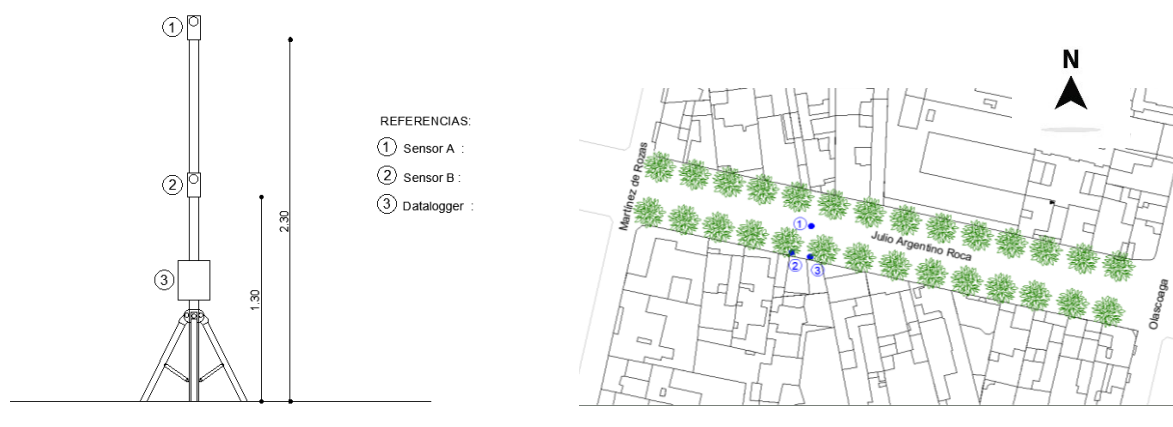 1
2
3
2.30
1.30
REFERENCIAS:
1 Sensor A :
2 Sensor B :
3 Datalogger :
N
Martínez de Rozas
Julio Argentino Roca
Olascoaga
1
2
3